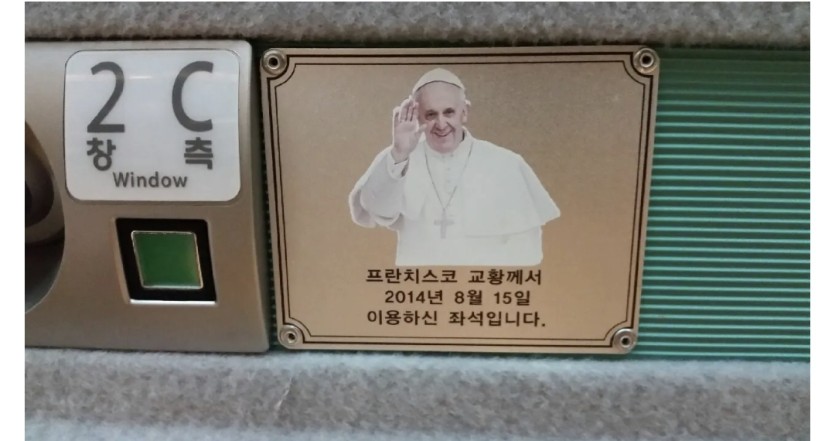 2 C
창 측
Window
프란치스코 교황께서
2014년 8월 15일
이용하신 좌석입니다.